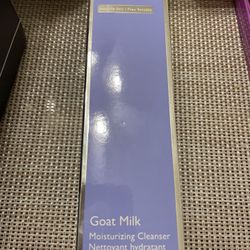 Goat Milk
Moisturizing Cleanser
Nettoyant hydratant